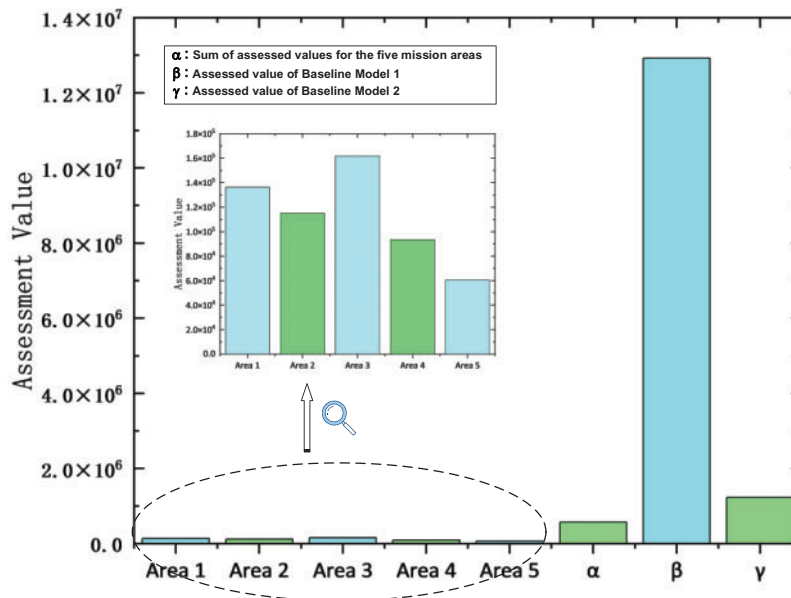 α : Sum of assessed values for the five mission areas
β : Assessed value of Baseline Model 1
γ : Assessed value of Baseline Model 2
Assessment Value
1.4×10⁷
1.2×10⁷
1.0×10⁷
8.0×10⁶
6.0×10⁶
4.0×10⁶
2.0×10⁶
0.0
Assessment Value
1.8×10⁵
1.6×10⁵
1.4×10⁵
1.2×10⁵
1.0×10⁵
8.0×10⁴
6.0×10⁴
4.0×10⁴
2.0×10⁴
0.0
Area 1 Area 2 Area 3 Area 4 Area 5
Area 1 Area 2 Area 3 Area 4 Area 5 α β γ